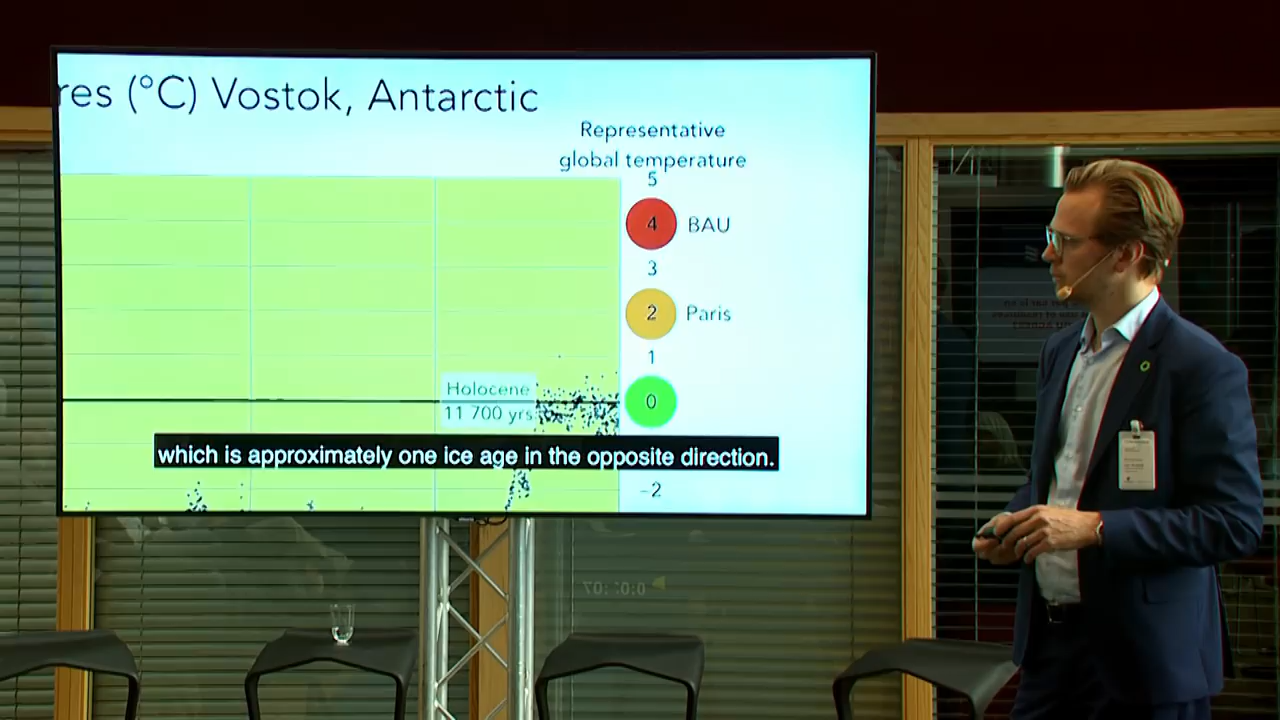 res (°C) Vostok, Antarctic
Representative
global temperature
5
4 BAU
3
2 Paris
1
Holocene
11 700 yrs
0
which is approximately one ice age in the opposite direction.
-2